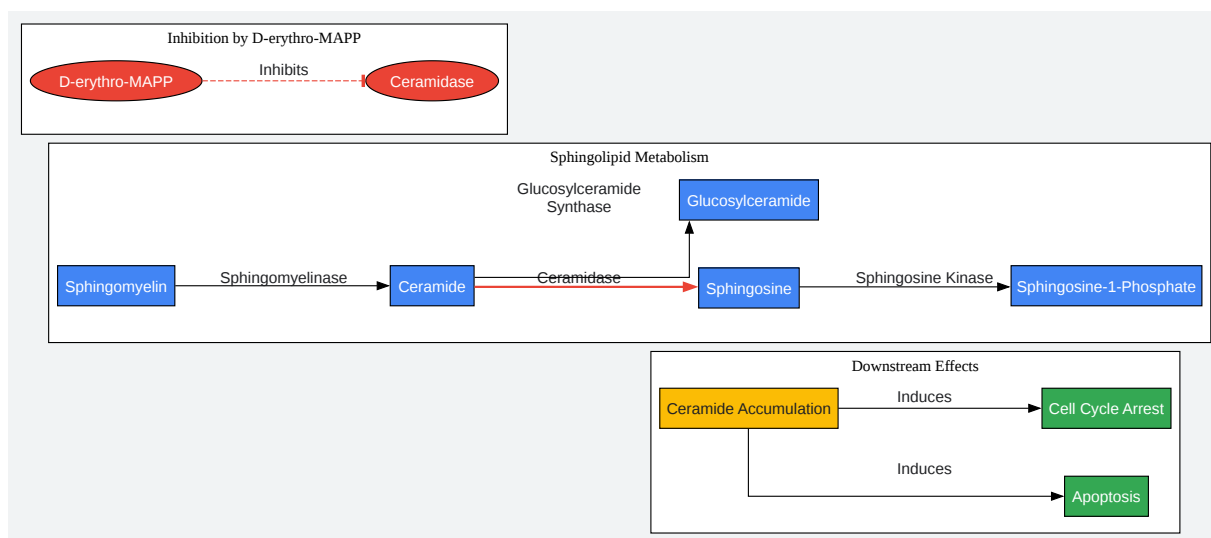 Inhibition by D-erythro-MAPP
D-erythro-MAPP
Inhibits
Ceramidase
Sphingolipid Metabolism
Glucosylceramide
Synthase
Glucosylceramide
Sphingomyelin
Sphingomyelinase
Ceramide
Ceramidase
Sphingosine
Sphingosine Kinase
Sphingosine-1-Phosphate
Downstream Effects
Ceramide Accumulation
Induces
Cell Cycle Arrest
Induces
Apoptosis